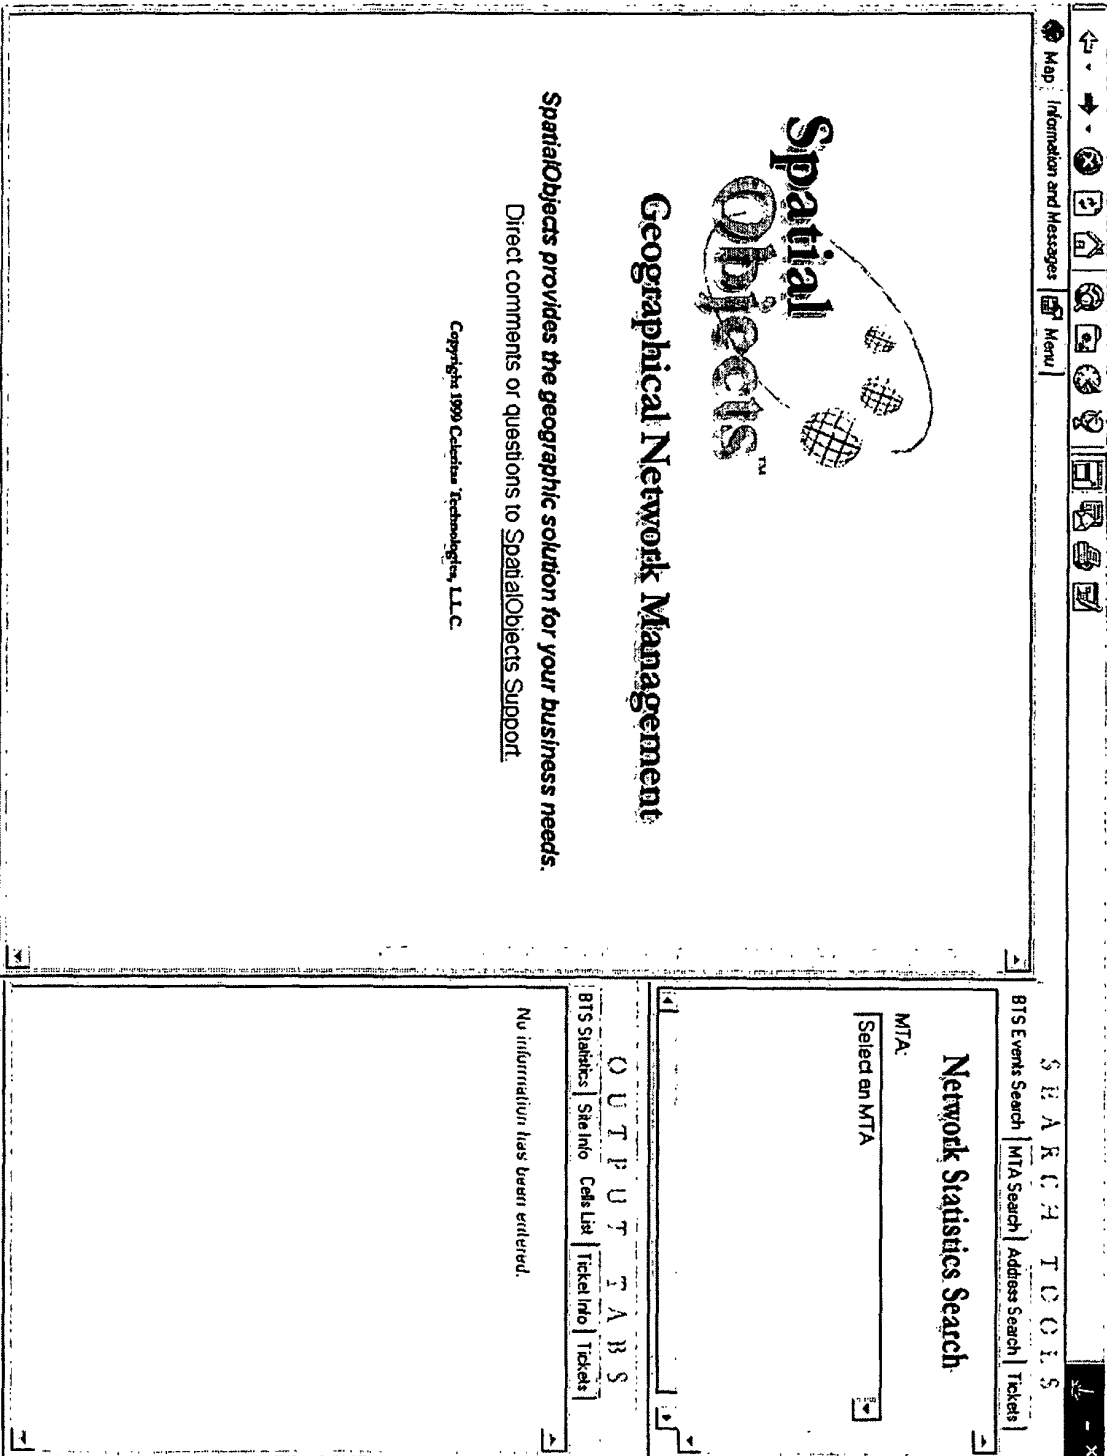 Map Information and Messages Menu
Spatial
Objects™
Geographical Network Management
SpatialObjects provides the geographic solution for your business needs.
Direct comments or questions to SpatialObjects Support.
Copyright 1999 Celeritas Technologies, L.L.C.
SEARCH TOOLS
BTS Events Search MTA Search Address Search Tickets
Network Statistics Search
MTA:
Select an MTA
OUTPUT TABS
BTS Statistics Site Info Cells List Ticket Info Tickets
No information has been entered.